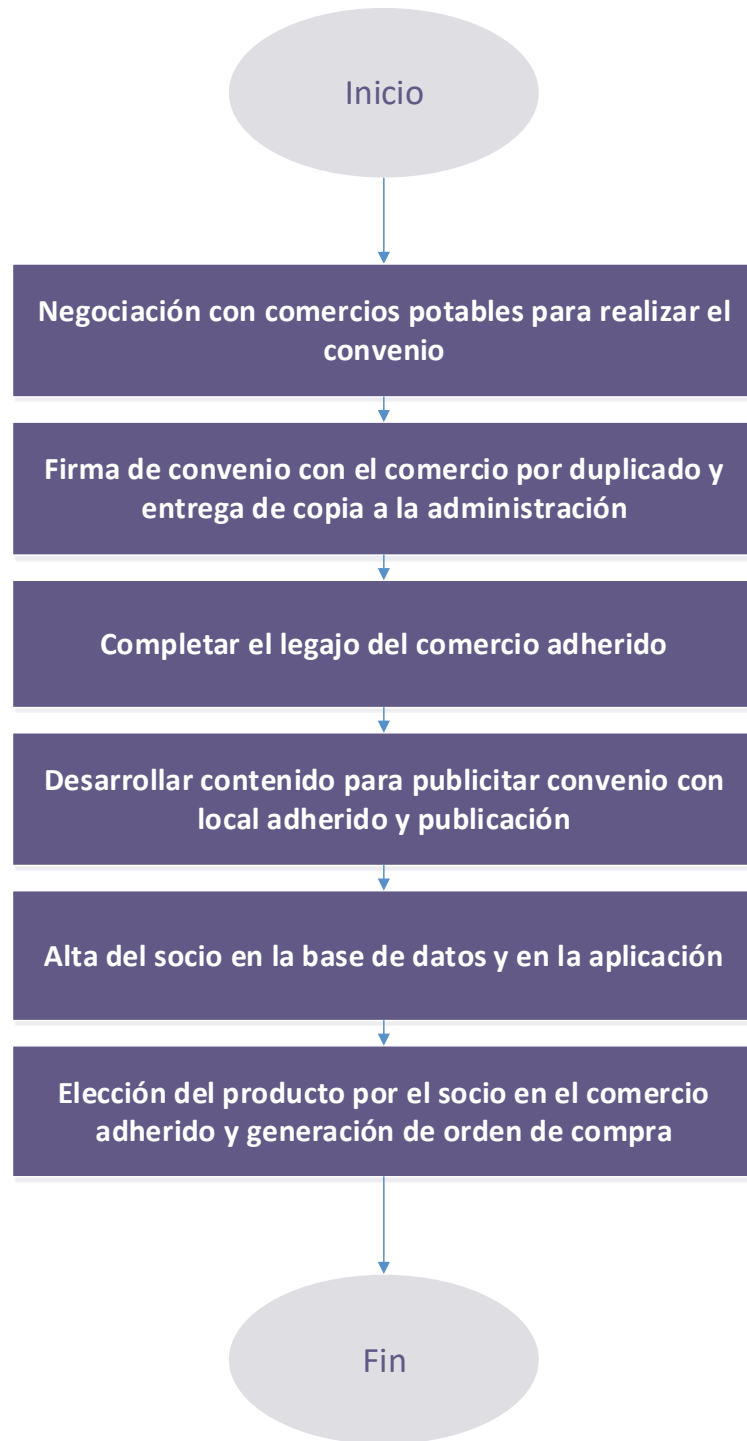 Inicio
Negociación con comercios potables para realizar el
convenio
Firma de convenio con el comercio por duplicado y
entrega de copia a la administración
Completar el legajo del comercio adherido
Desarrollar contenido para publicitar convenio con
local adherido y publicación
Alta del socio en la base de datos y en la aplicación
Elección del producto por el socio en el comercio
adherido y generación de orden de compra
Fin